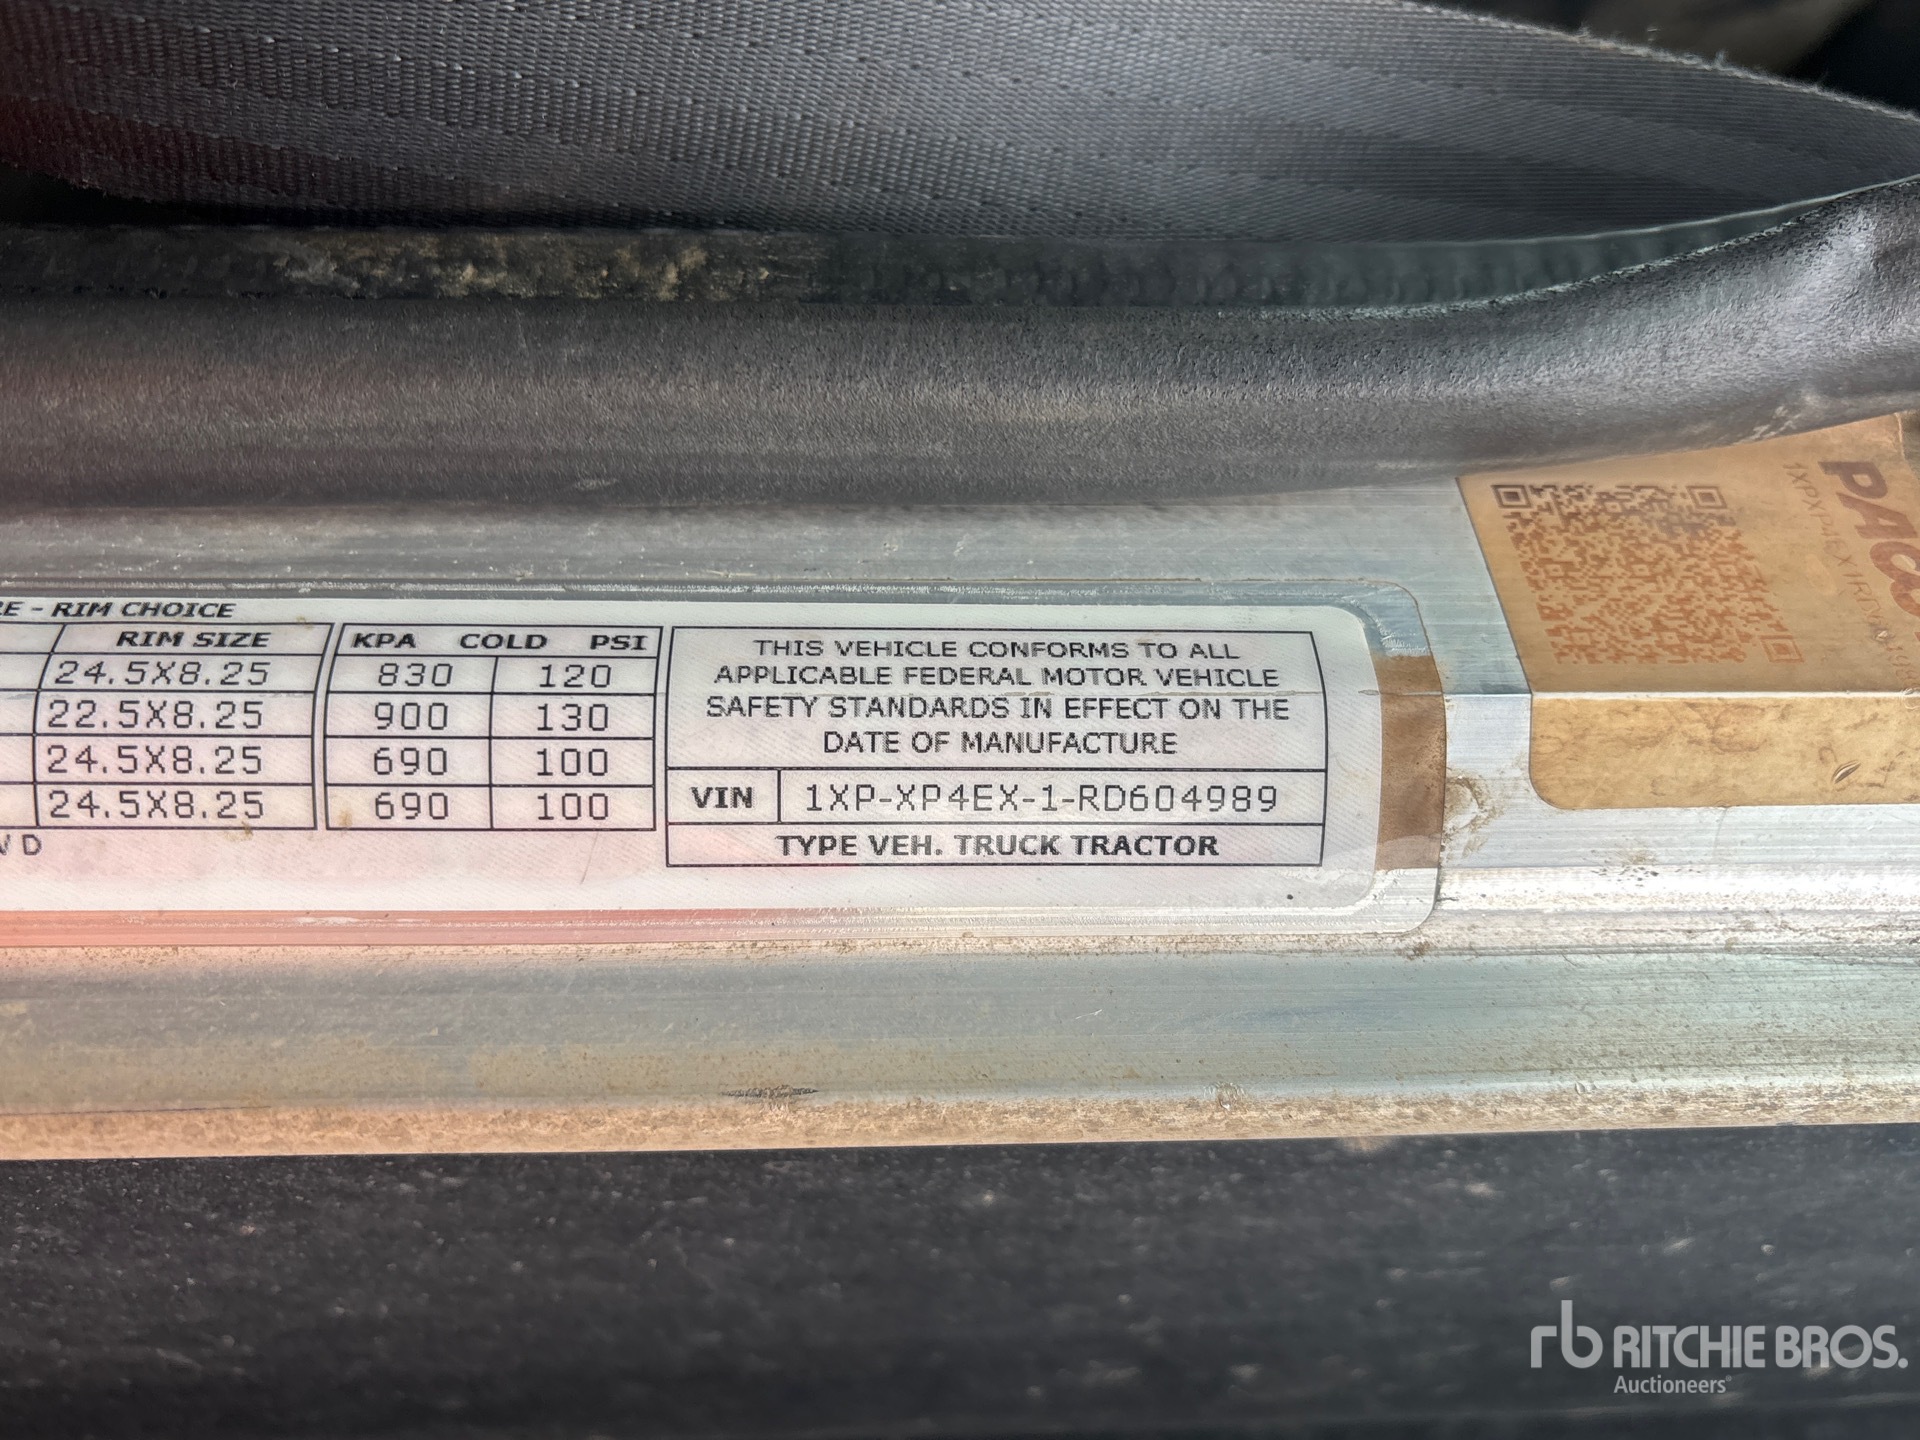 RE - RIM CHOICE
RIM SIZE
24.5X8.25
22.5X8.25
24.5X8.25
24.5X8.25
KPA COLD PSI
830 120
900 130
690 100
690 100
THIS VEHICLE CONFORMS TO ALL
APPLICABLE FEDERAL MOTOR VEHICLE
SAFETY STANDARDS IN EFFECT ON THE
DATE OF MANUFACTURE
VIN 1XP-XP4EX-1-RD604989
TYPE VEH. TRUCK TRACTOR
D
rb RITCHIE BROS.
Auctioneers